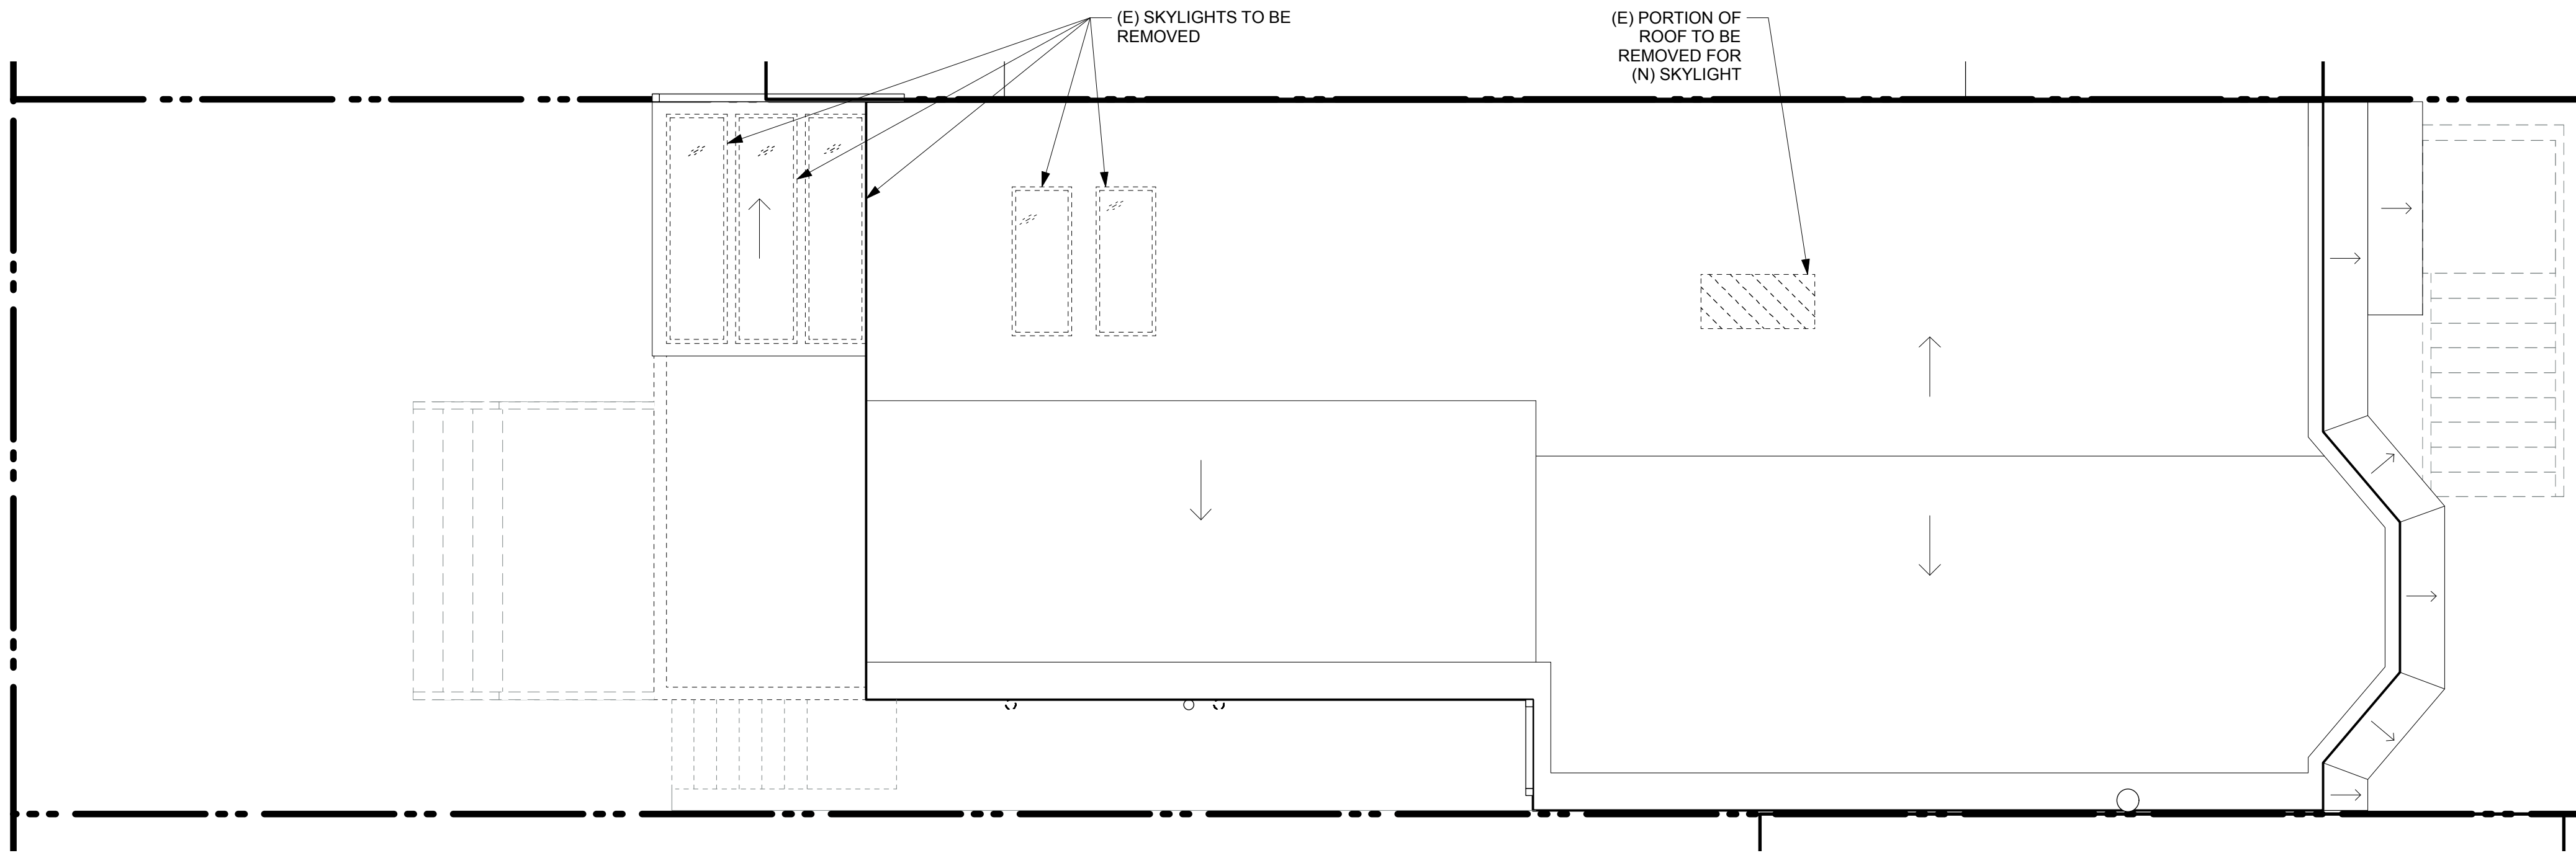 (E) SKYLIGHTS TO BE
REMOVED
(E) PORTION OF
ROOF TO BE
REMOVED FOR
(N) SKYLIGHT